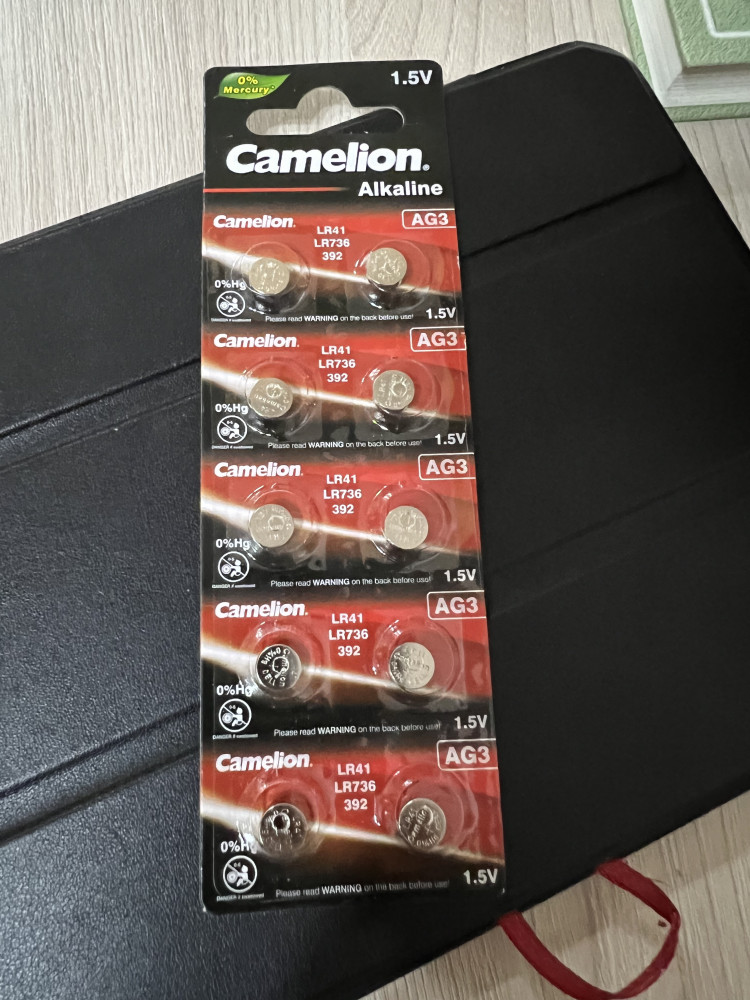 0%
Mercury
1.5V
Camelion®
Alkaline
Camelion®
AG3
LR41
LR736
392
0%Hg
Please read WARNING on the back before use!
1.5V
Camelion®
AG3
LR41
LR736
392
0%Hg
Please read WARNING on the back before use!
1.5V
Camelion®
AG3
LR41
LR736
392
0%Hg
Please read WARNING on the back before use!
1.5V
Camelion®
AG3
LR41
LR736
392
0%Hg
Please read WARNING on the back before use!
1.5V
Camelion®
AG3
LR41
LR736
392
0%Hg
Please read WARNING on the back before use!
1.5V